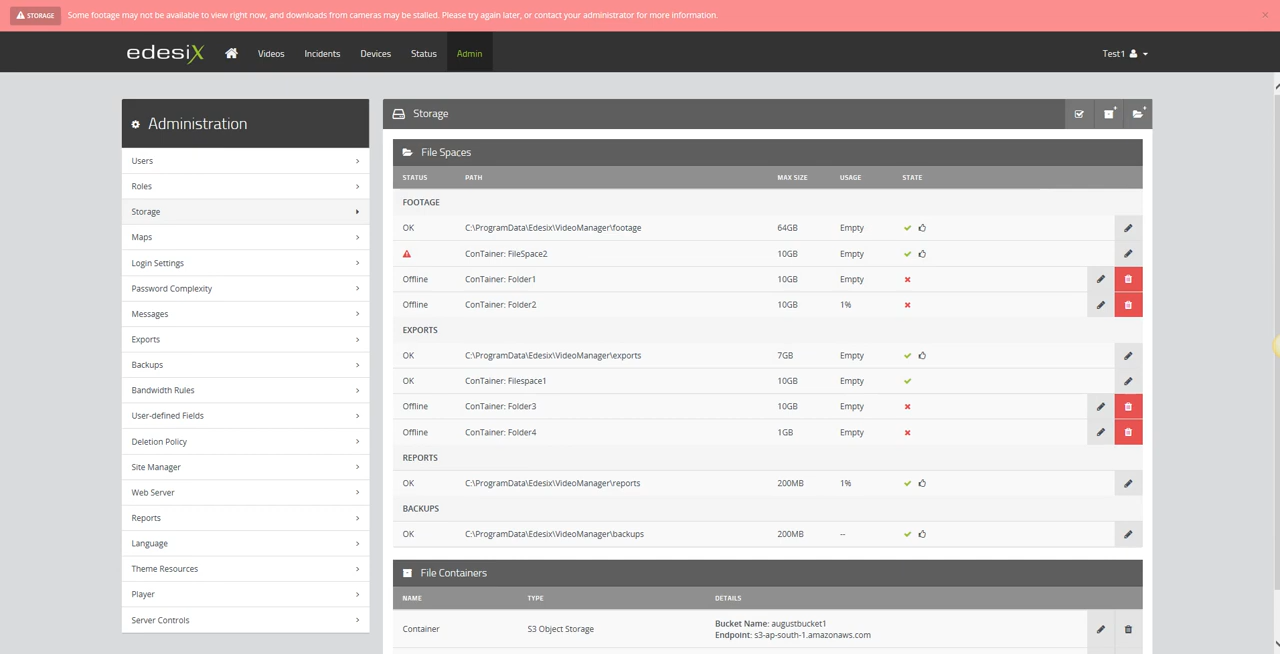 STORAGE Some footage may not be available to view right now, and downloads from cameras may be stalled. Please try again later, or contact your administrator for more information.
edesix Videos Incidents Devices Status Admin Test1
Administration
Users
Roles
Storage
Maps
Login Settings
Password Complexity
Messages
Exports
Backups
Bandwidth Rules
User-defined Fields
Deletion Policy
Site Manager
Web Server
Reports
Language
Theme Resources
Player
Server Controls
Storage
File Spaces
STATUS PATH MAX SIZE USAGE STATE
FOOTAGE
OK C:\ProgramData\Edesix\VideoManager\footage 64GB Empty
ConTainer: FileSpace2 10GB Empty
Offline ConTainer: Folder1 10GB Empty
Offline ConTainer: Folder2 10GB 1%
EXPORTS
OK C:\ProgramData\Edesix\VideoManager\exports 7GB Empty
OK ConTainer: Filespace1 10GB Empty
Offline ConTainer: Folder3 10GB Empty
Offline ConTainer: Folder4 1GB Empty
REPORTS
OK C:\ProgramData\Edesix\VideoManager\reports 200MB 1%
BACKUPS
OK C:\ProgramData\Edesix\VideoManager\backups 200MB --
File Containers
NAME TYPE DETAILS
Container S3 Object Storage Bucket Name: augustbucket1
Endpoint: s3-ap-south-1.amazonaws.com